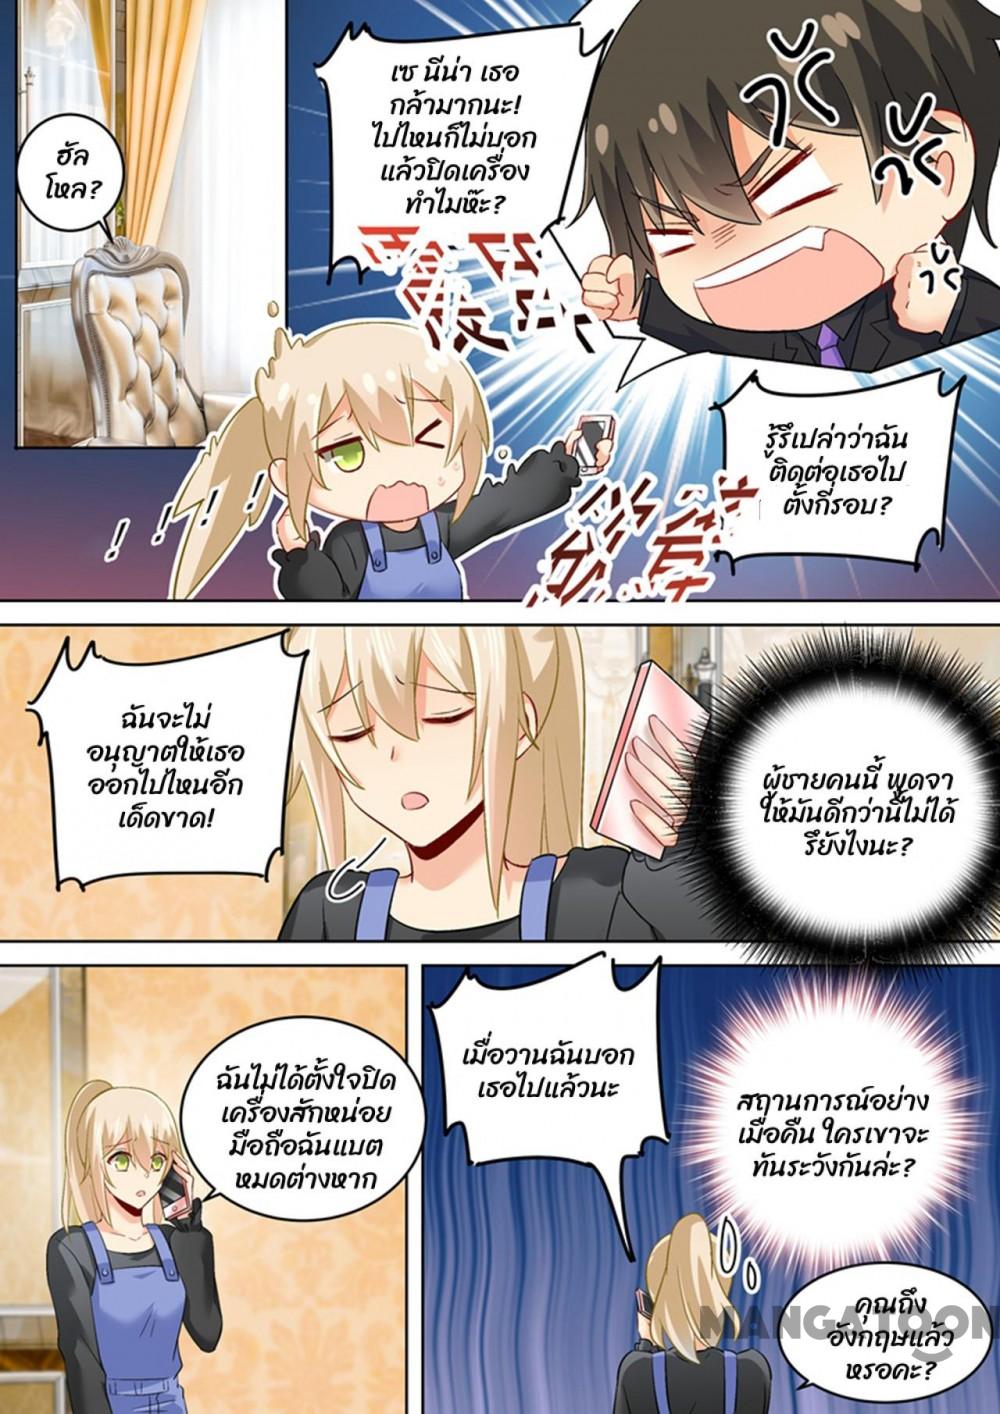 ฮัล
โหล?
เซ นีน่า เธอ
กล้ามากนะ!
ไปไหนก็ไม่บอก
แล้วปิดเครื่อง
ทำไมห๊ะ?
รู้รึเปล่าว่าฉัน
ติดต่อเธอไป
ตั้งกี่รอบ?
! ! ! ! !
ฉันจะไม่
อนุญาตให้เธอ
ออกไปไหนอีก
เด็ดขาด!
ผู้ชายคนนี้ พูดจา
ให้มันดีกว่านี้ไม่ได้
รึยังไงนะ?
ฉันไม่ได้ตั้งใจปิด
เครื่องสักหน่อย
มือถือฉันแบต
หมดต่างหาก
เมื่อวานฉันบอก
เธอไปแล้วนะ
สถานการณ์อย่าง
เมื่อคืน ใครเขาจะ
ทันระวังกันล่ะ?
คุณถึง
อังกฤษแล้ว
หรอคะ?
MANGATOON